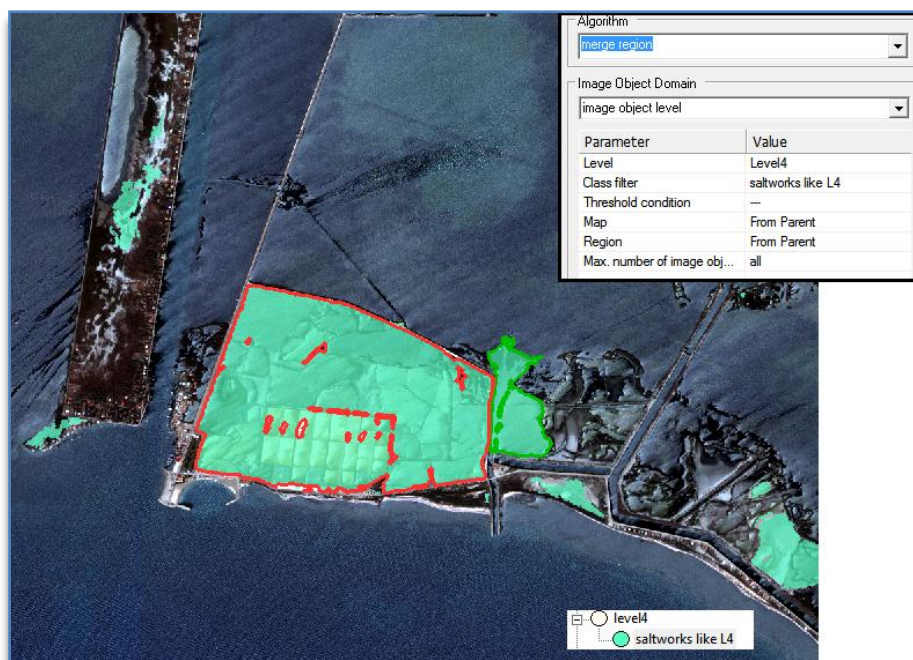 Algorithm
merge region
Image Object Domain
image object level
Parameter Value
Level Level4
Class filter saltworks like L4
Threshold condition ---
Map From Parent
Region From Parent
Max. number of image obj... all
level4
saltworks like L4